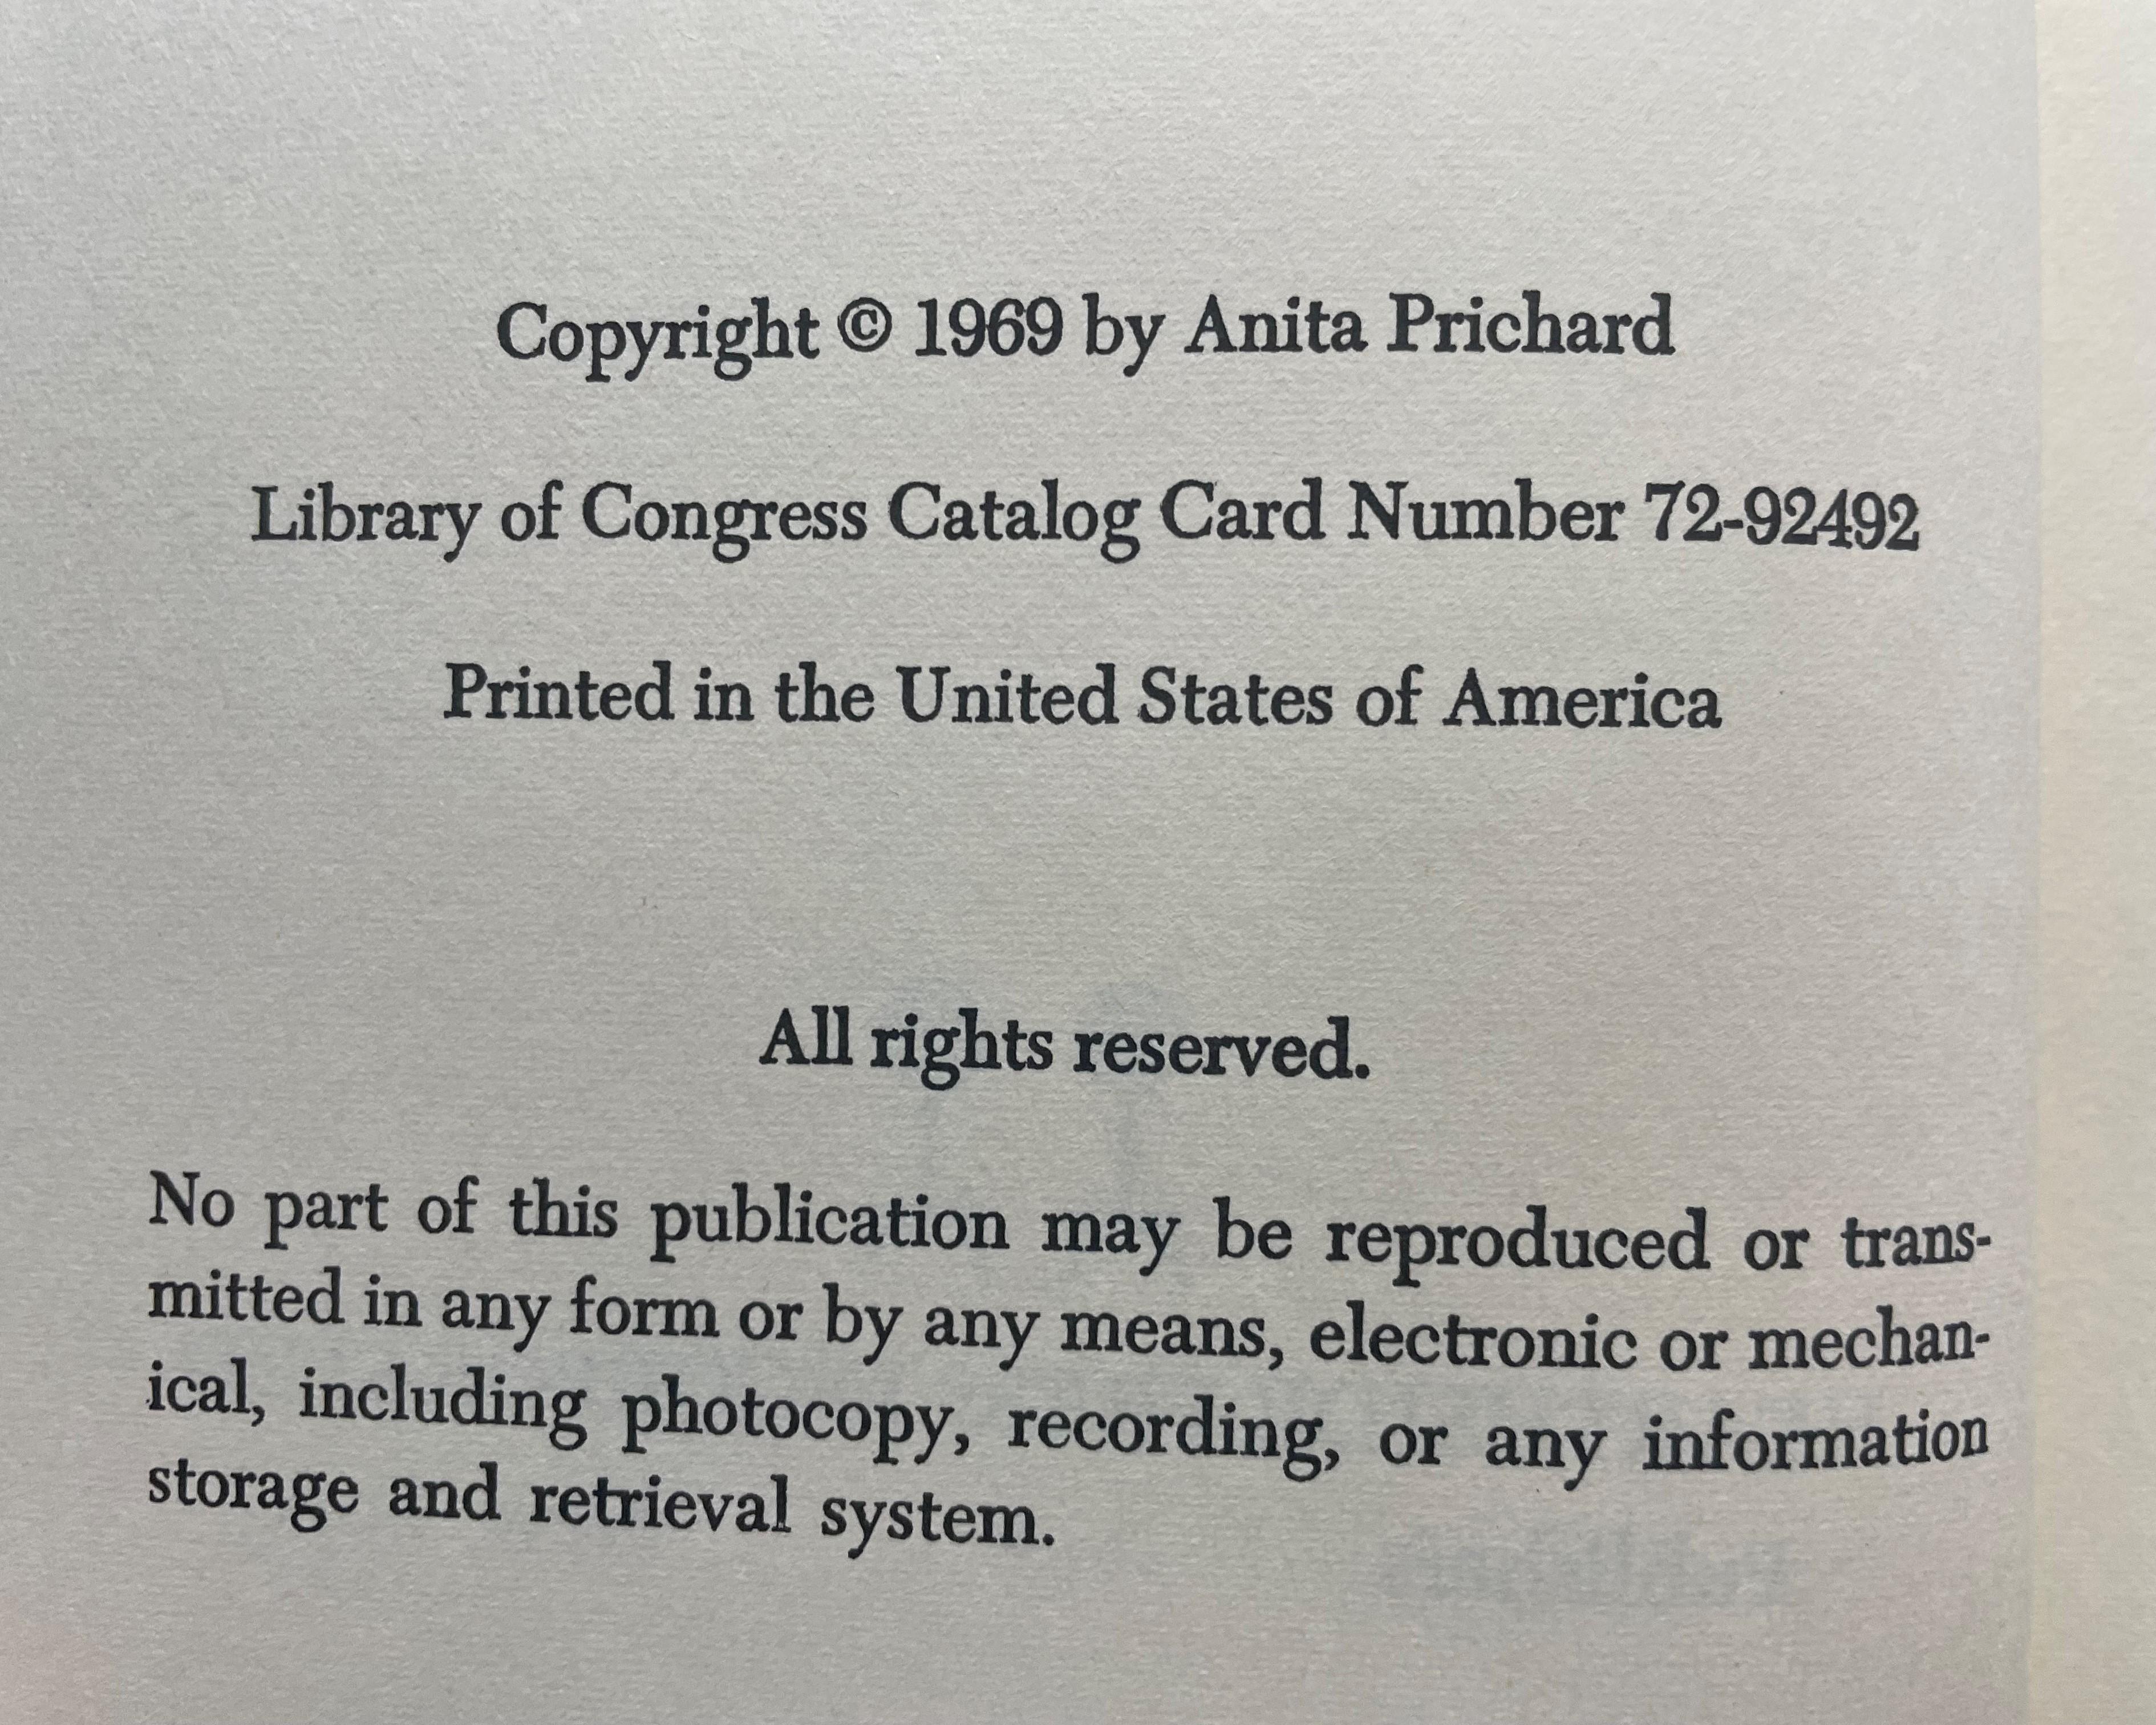 Copyright © 1969 by Anita Prichard
Library of Congress Catalog Card Number 72-92492
Printed in the United States of America
All rights reserved.
No part of this publication may be reproduced or trans-
mitted in any form or by any means, electronic or mechan-
ical, including photocopy, recording, or any information
storage and retrieval system.